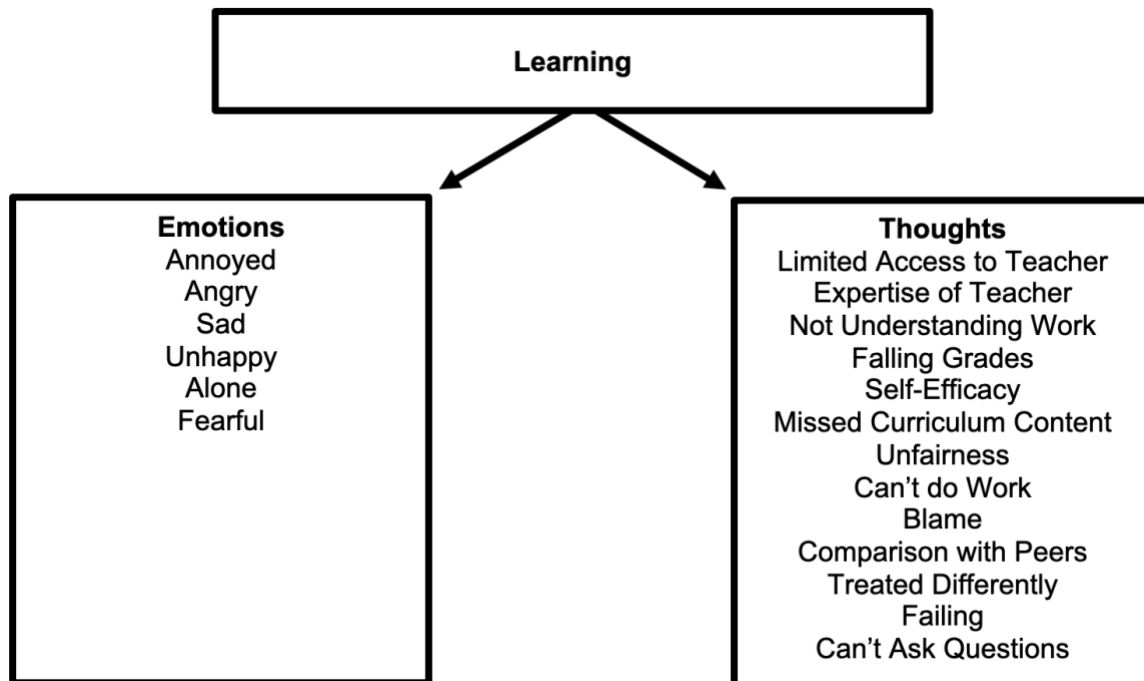 Learning
Emotions
Annoyed
Angry
Sad
Unhappy
Alone
Fearful
Thoughts
Limited Access to Teacher
Expertise of Teacher
Not Understanding Work
Falling Grades
Self-Efficacy
Missed Curriculum Content
Unfairness
Can’t do Work
Blame
Comparison with Peers
Treated Differently
Failing
Can’t Ask Questions